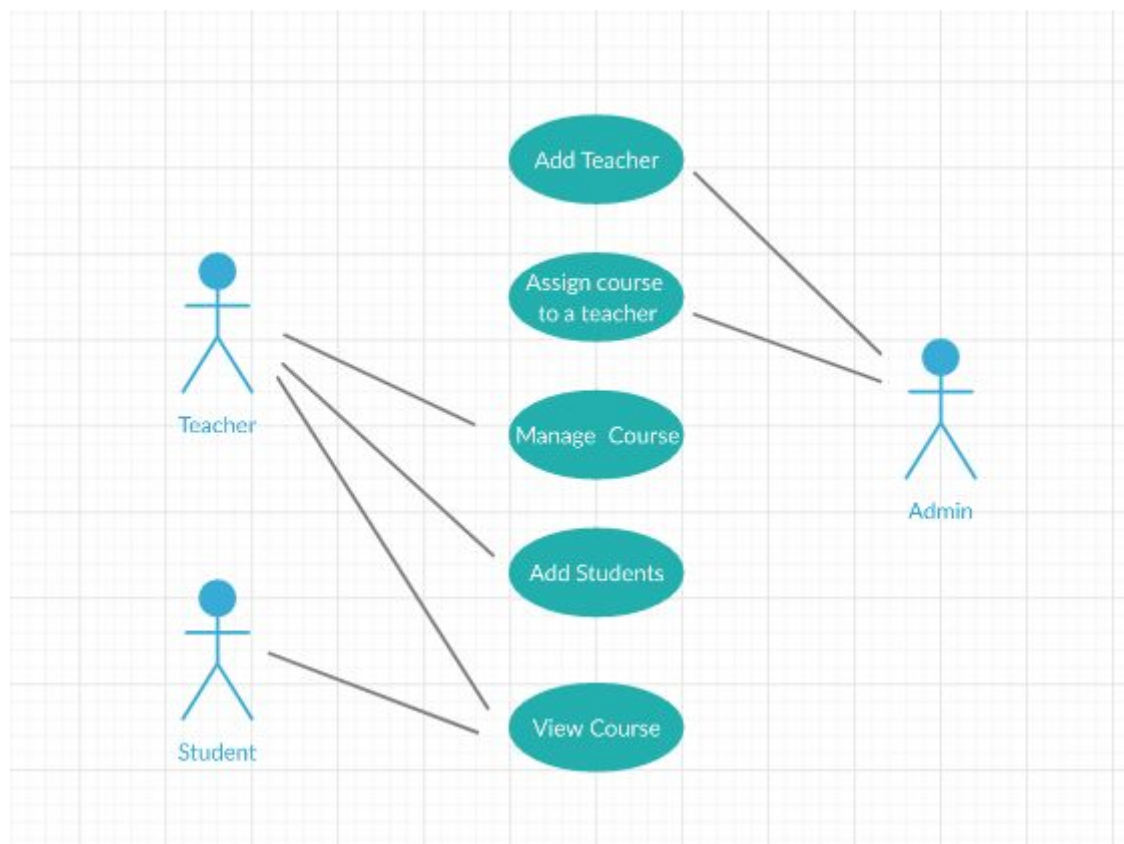 Add Teacher
Assign course
to a teacher
Teacher
Manage  Course
Admin
Add Students
Student
View Course